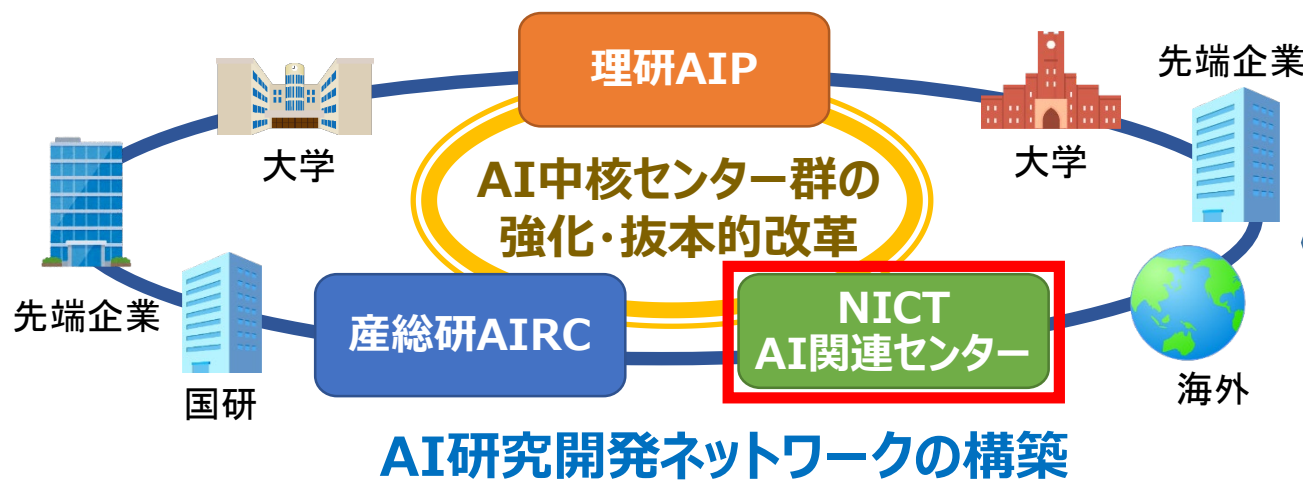 理研AIP
先端企業
大学
大学
AI中核センター群の
強化・抜本的改革
先端企業
産総研AIRC
NICT
AI関連センター
国研
海外
AI研究開発ネットワークの構築